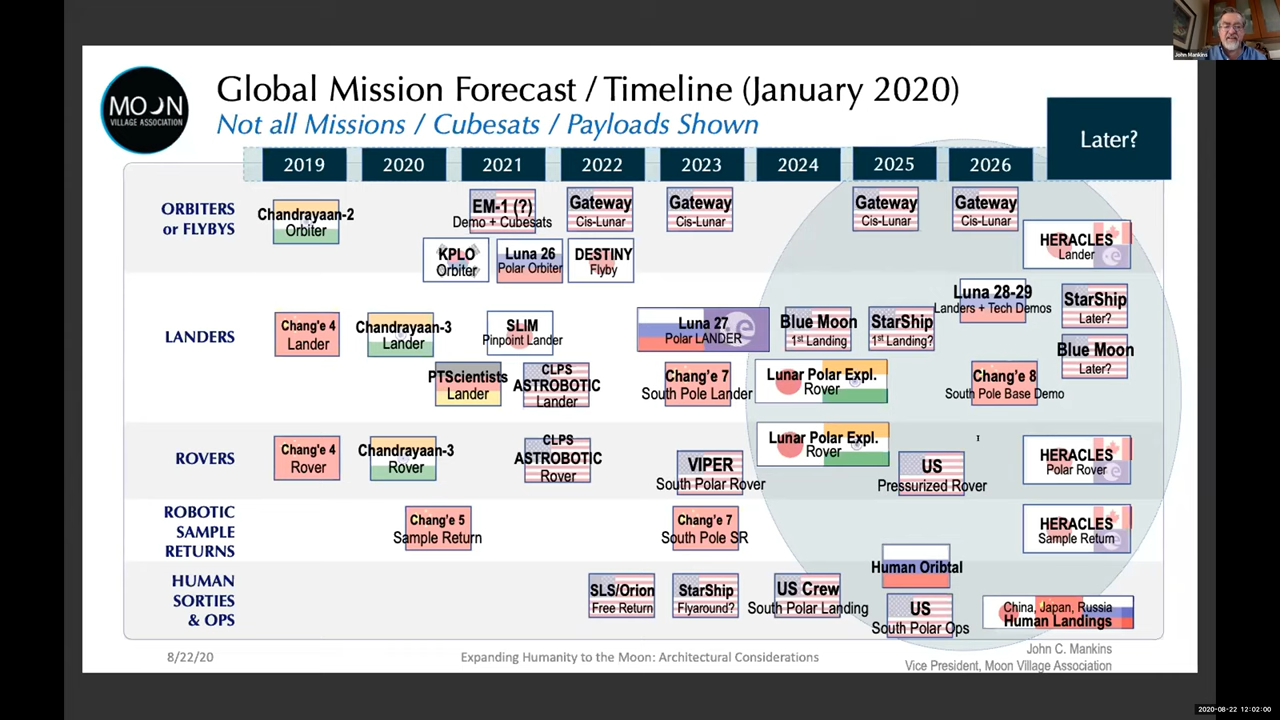 John Mankins
MOON
VILLAGE ASSOCIATION
Global Mission Forecast / Timeline (January 2020)
Not all Missions / Cubesats / Payloads Shown
2019
2020
2021
2022
2023
2024
2025
2026
Later?
ORBITERS
or FLYBYS
Chandrayaan-2
Orbiter
EM-1 (?)
Demo + Cubesats
Gateway
Cis-Lunar
Gateway
Cis-Lunar
Gateway
Cis-Lunar
Gateway
Cis-Lunar
KPLO
Orbiter
Luna 26
Polar Orbiter
DESTINY
Flyby
HERACLES
Lander
LANDERS
Chang'e 4
Lander
Chandrayaan-3
Lander
SLIM
Pinpoint Lander
Luna 27
Polar LANDER
Blue Moon
1st Landing
StarShip
1st Landing?
Luna 28-29
Landers + Tech Demos
StarShip
Later?
PTScientists
Lander
CLPS
ASTROBOTIC
Lander
Chang'e 7
South Pole Lander
Lunar Polar Expl.
Rover
Chang'e 8
South Pole Base Demo
Blue Moon
Later?
ROVERS
Chang'e 4
Rover
Chandrayaan-3
Rover
CLPS
ASTROBOTIC
Rover
VIPER
South Polar Rover
Lunar Polar Expl.
Rover
US
Pressurized Rover
HERACLES
Polar Rover
ROBOTIC
SAMPLE
RETURNS
Chang'e 5
Sample Return
Chang'e 7
South Pole SR
HERACLES
Sample Return
HUMAN
SORTIES
& OPS
SLS/Orion
Free Return
StarShip
Flyaround?
US Crew
South Polar Landing
Human Oribtal
US
South Polar Ops
China, Japan, Russia
Human Landings
8/22/20
Expanding Humanity to the Moon: Architectural Considerations
John C. Mankins
Vice President, Moon Village Association
2020-08-22 12:02:00